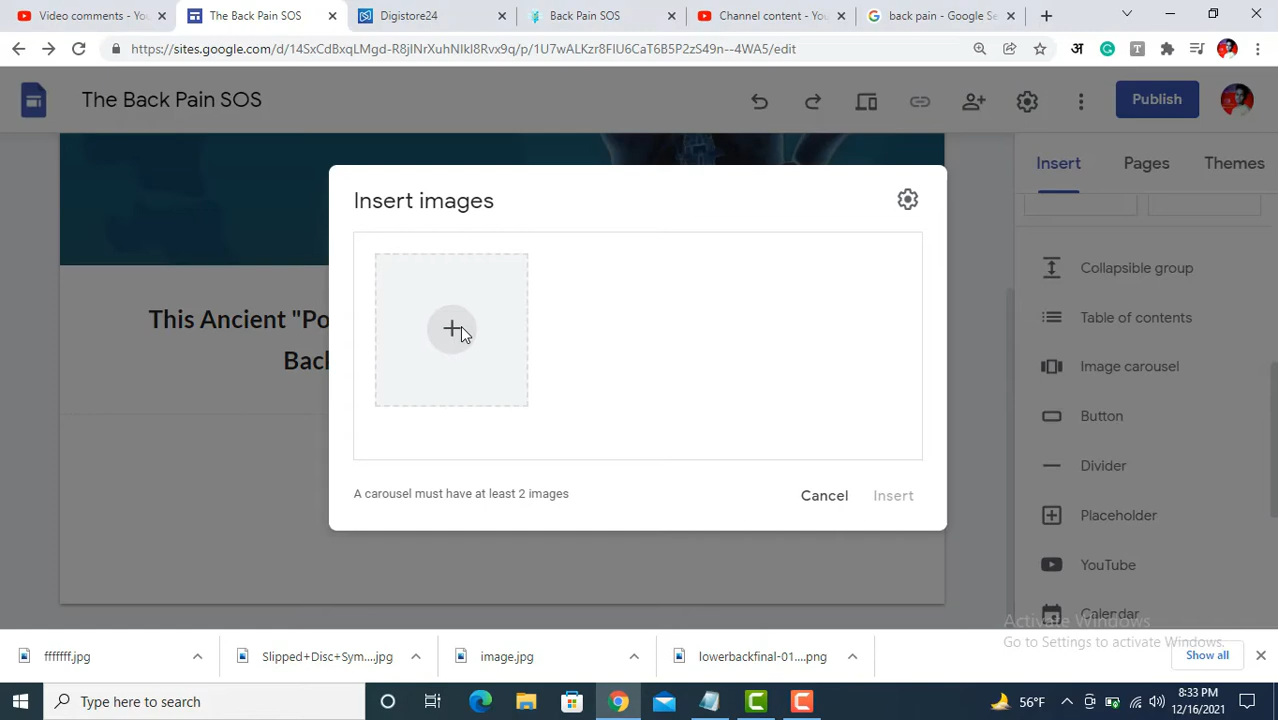 Video comments - You
The Back Pain SOS
Digistore24
Back Pain SOS
Channel content - You
back pain - Google Se
https://sites.google.com/d/14SxCdBxqLMgd-R8jINrXuhNIkI8Rvx9q/p/1U7wALKzr8FIU6CaT6B5P2zS49n--4WA5/edit
अ
The Back Pain SOS
Publish
Insert
Pages
Themes
Insert images
This Ancient "Po
Back
A carousel must have at least 2 images
Cancel
Insert
Collapsible group
Table of contents
Image carousel
Button
Divider
Placeholder
YouTube
Calendar
Activate Windows
Go to Settings to activate Windows.
fffffff.jpg
Slipped+Disc+Sym....jpg
image.jpg
lowerbackfinal-01....png
Show all
Type here to search
56°F
8:33 PM
12/16/2021